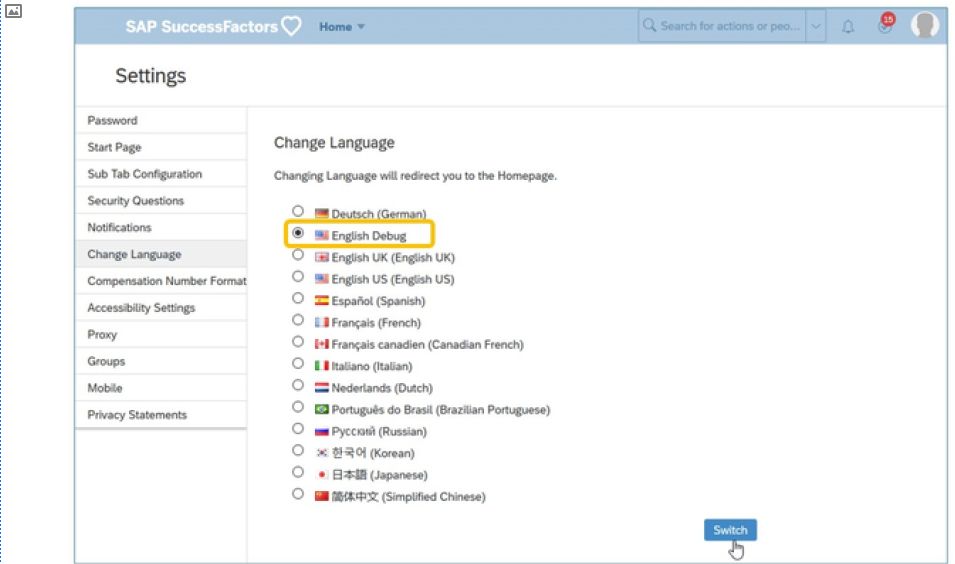 SAP SuccessFactors Home
Search for actions or peo...
15
Settings
Password
Start Page
Sub Tab Configuration
Security Questions
Notifications
Change Language
Compensation Number Format
Accessibility Settings
Proxy
Groups
Mobile
Privacy Statements
Change Language
Changing Language will redirect you to the Homepage.
Deutsch (German)
English Debug
English UK (English UK)
English US (English US)
Español (Spanish)
Français (French)
Français canadien (Canadian French)
Italiano (Italian)
Nederlands (Dutch)
Português do Brasil (Brazilian Portuguese)
Русский (Russian)
한국어 (Korean)
日本語 (Japanese)
简体中文 (Simplified Chinese)
Switch